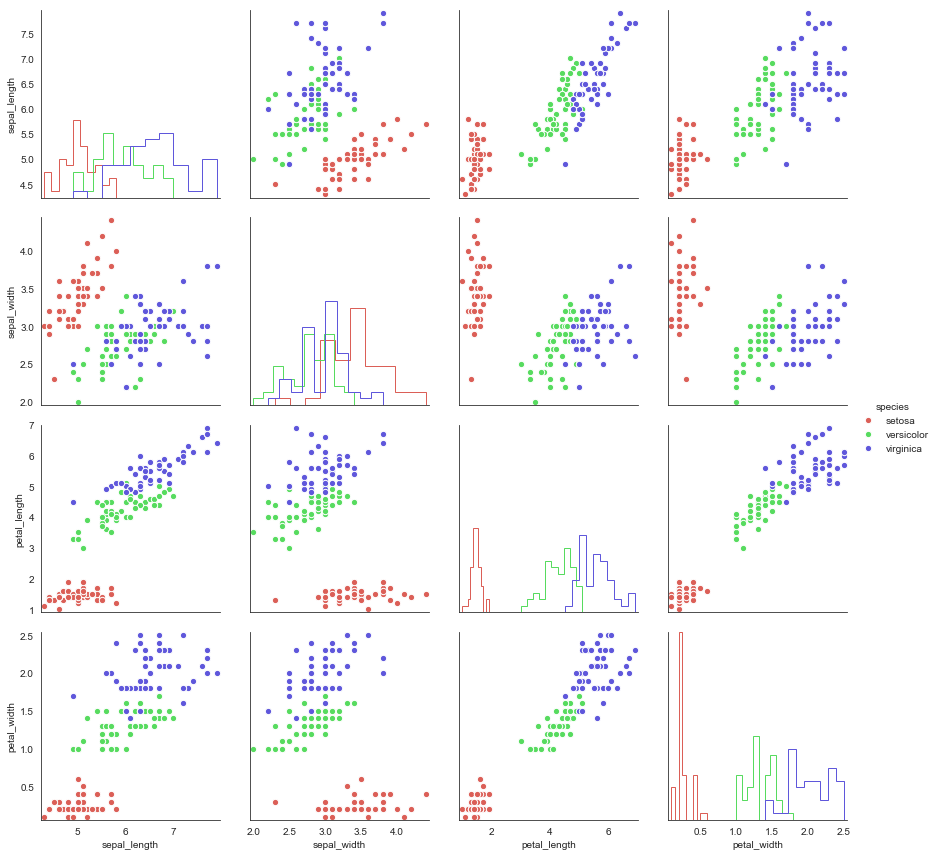 7.5
7.0
6.5
6.0
5.5
5.0
4.5
sepal_length
4.0
3.5
3.0
2.5
2.0
sepal_width
species
setosa
versicolor
virginica
7
6
5
4
3
2
1
petal_length
2.5
2.0
1.5
1.0
0.5
petal_width
5 6 7
sepal_length
2.0 2.5 3.0 3.5 4.0
sepal_width
2 4 6
petal_length
0.5 1.0 1.5 2.0 2.5
petal_width